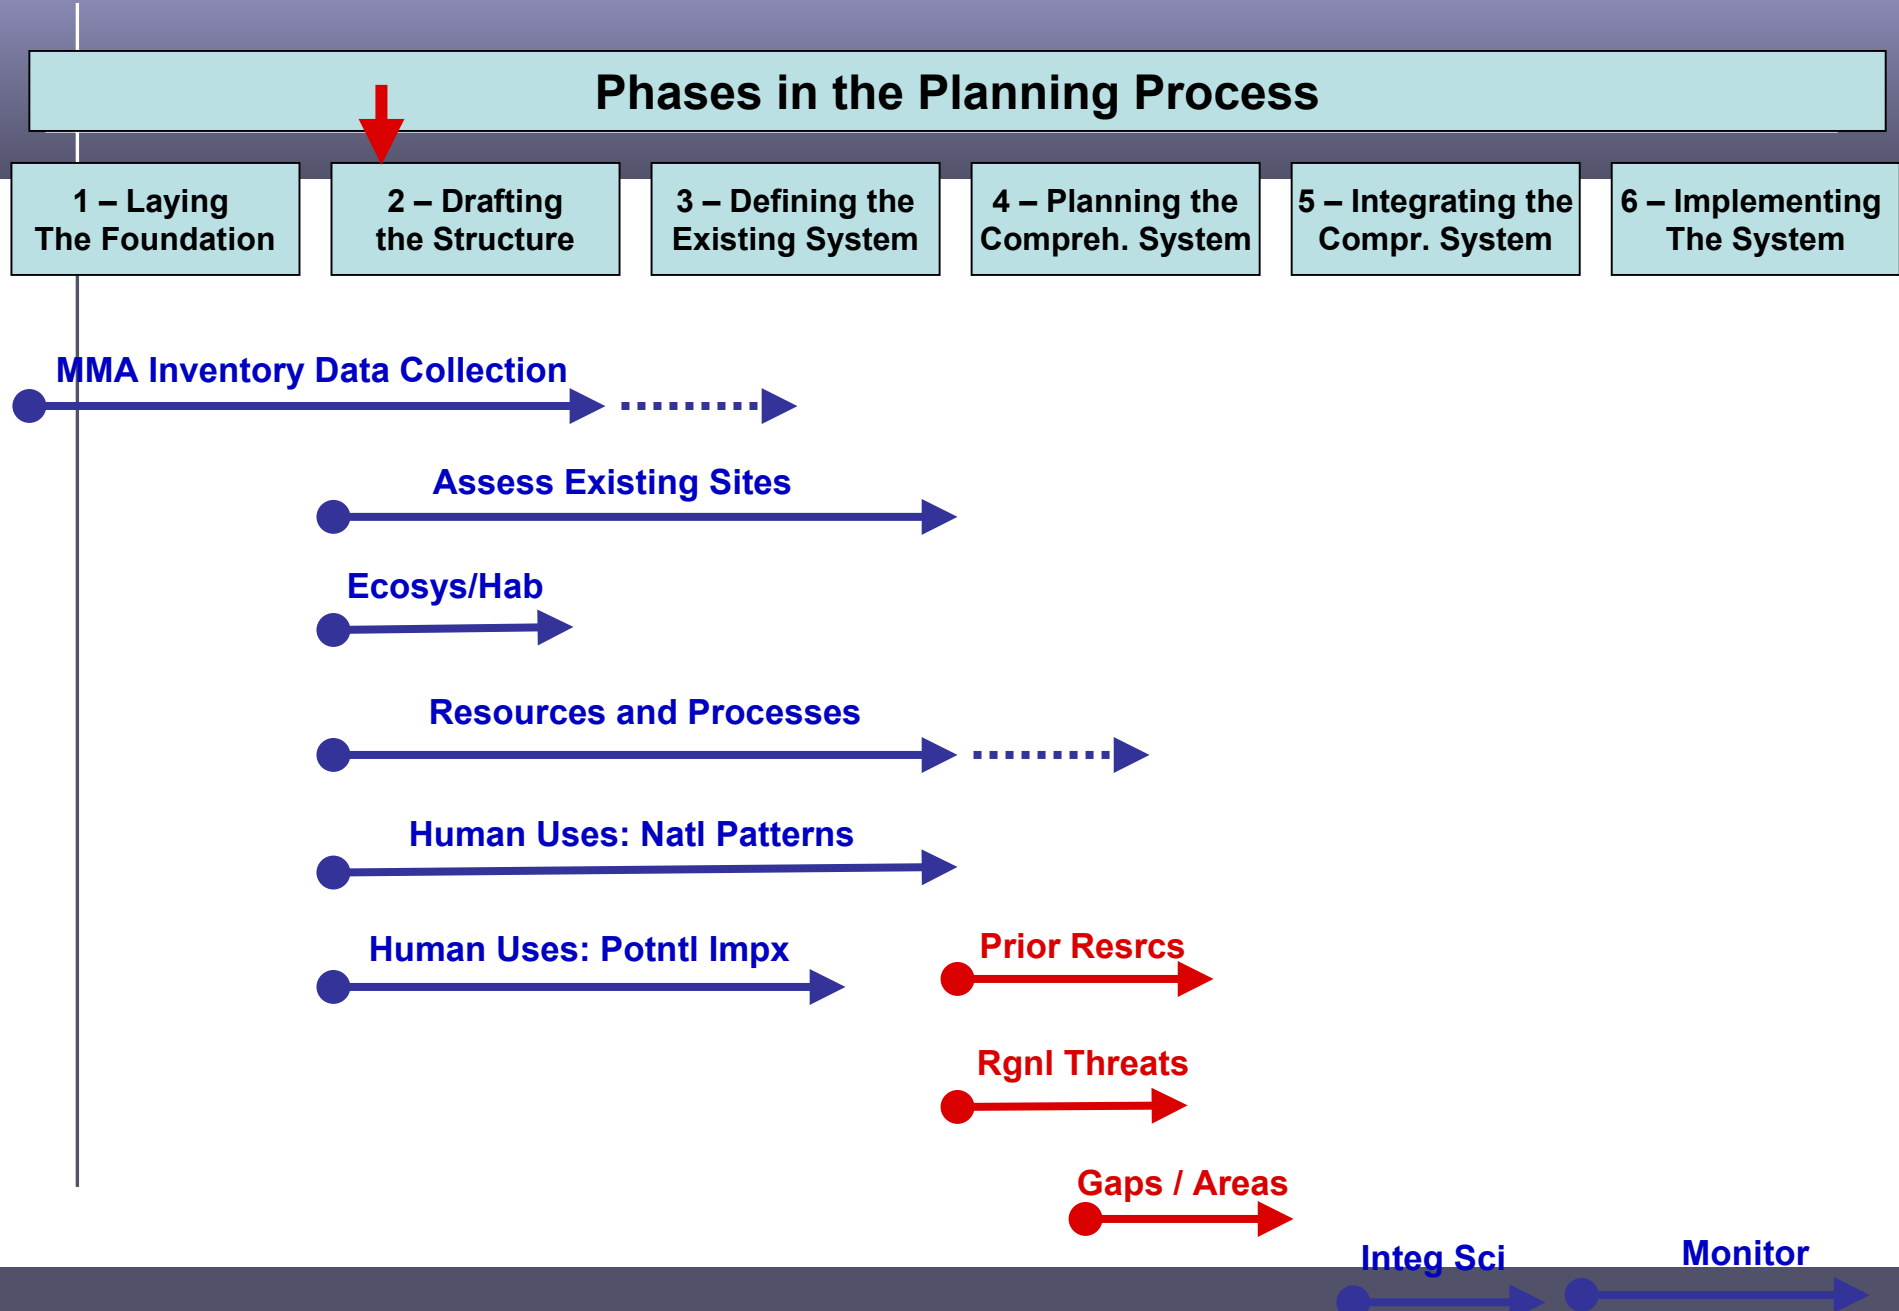 Phases in the Planning Process
1 – Laying
The Foundation
2 – Drafting
the Structure
3 – Defining the
Existing System
4 – Planning the
Compreh. System
5 – Integrating the
Compr. System
6 – Implementing
The System
MMA Inventory Data Collection
Assess Existing Sites
Ecosys/Hab
Resources and Processes
Human Uses: Natl Patterns
Human Uses: Potntl Impx
Prior Resrcs
Rgnl Threats
Gaps / Areas
Integ Sci
Monitor